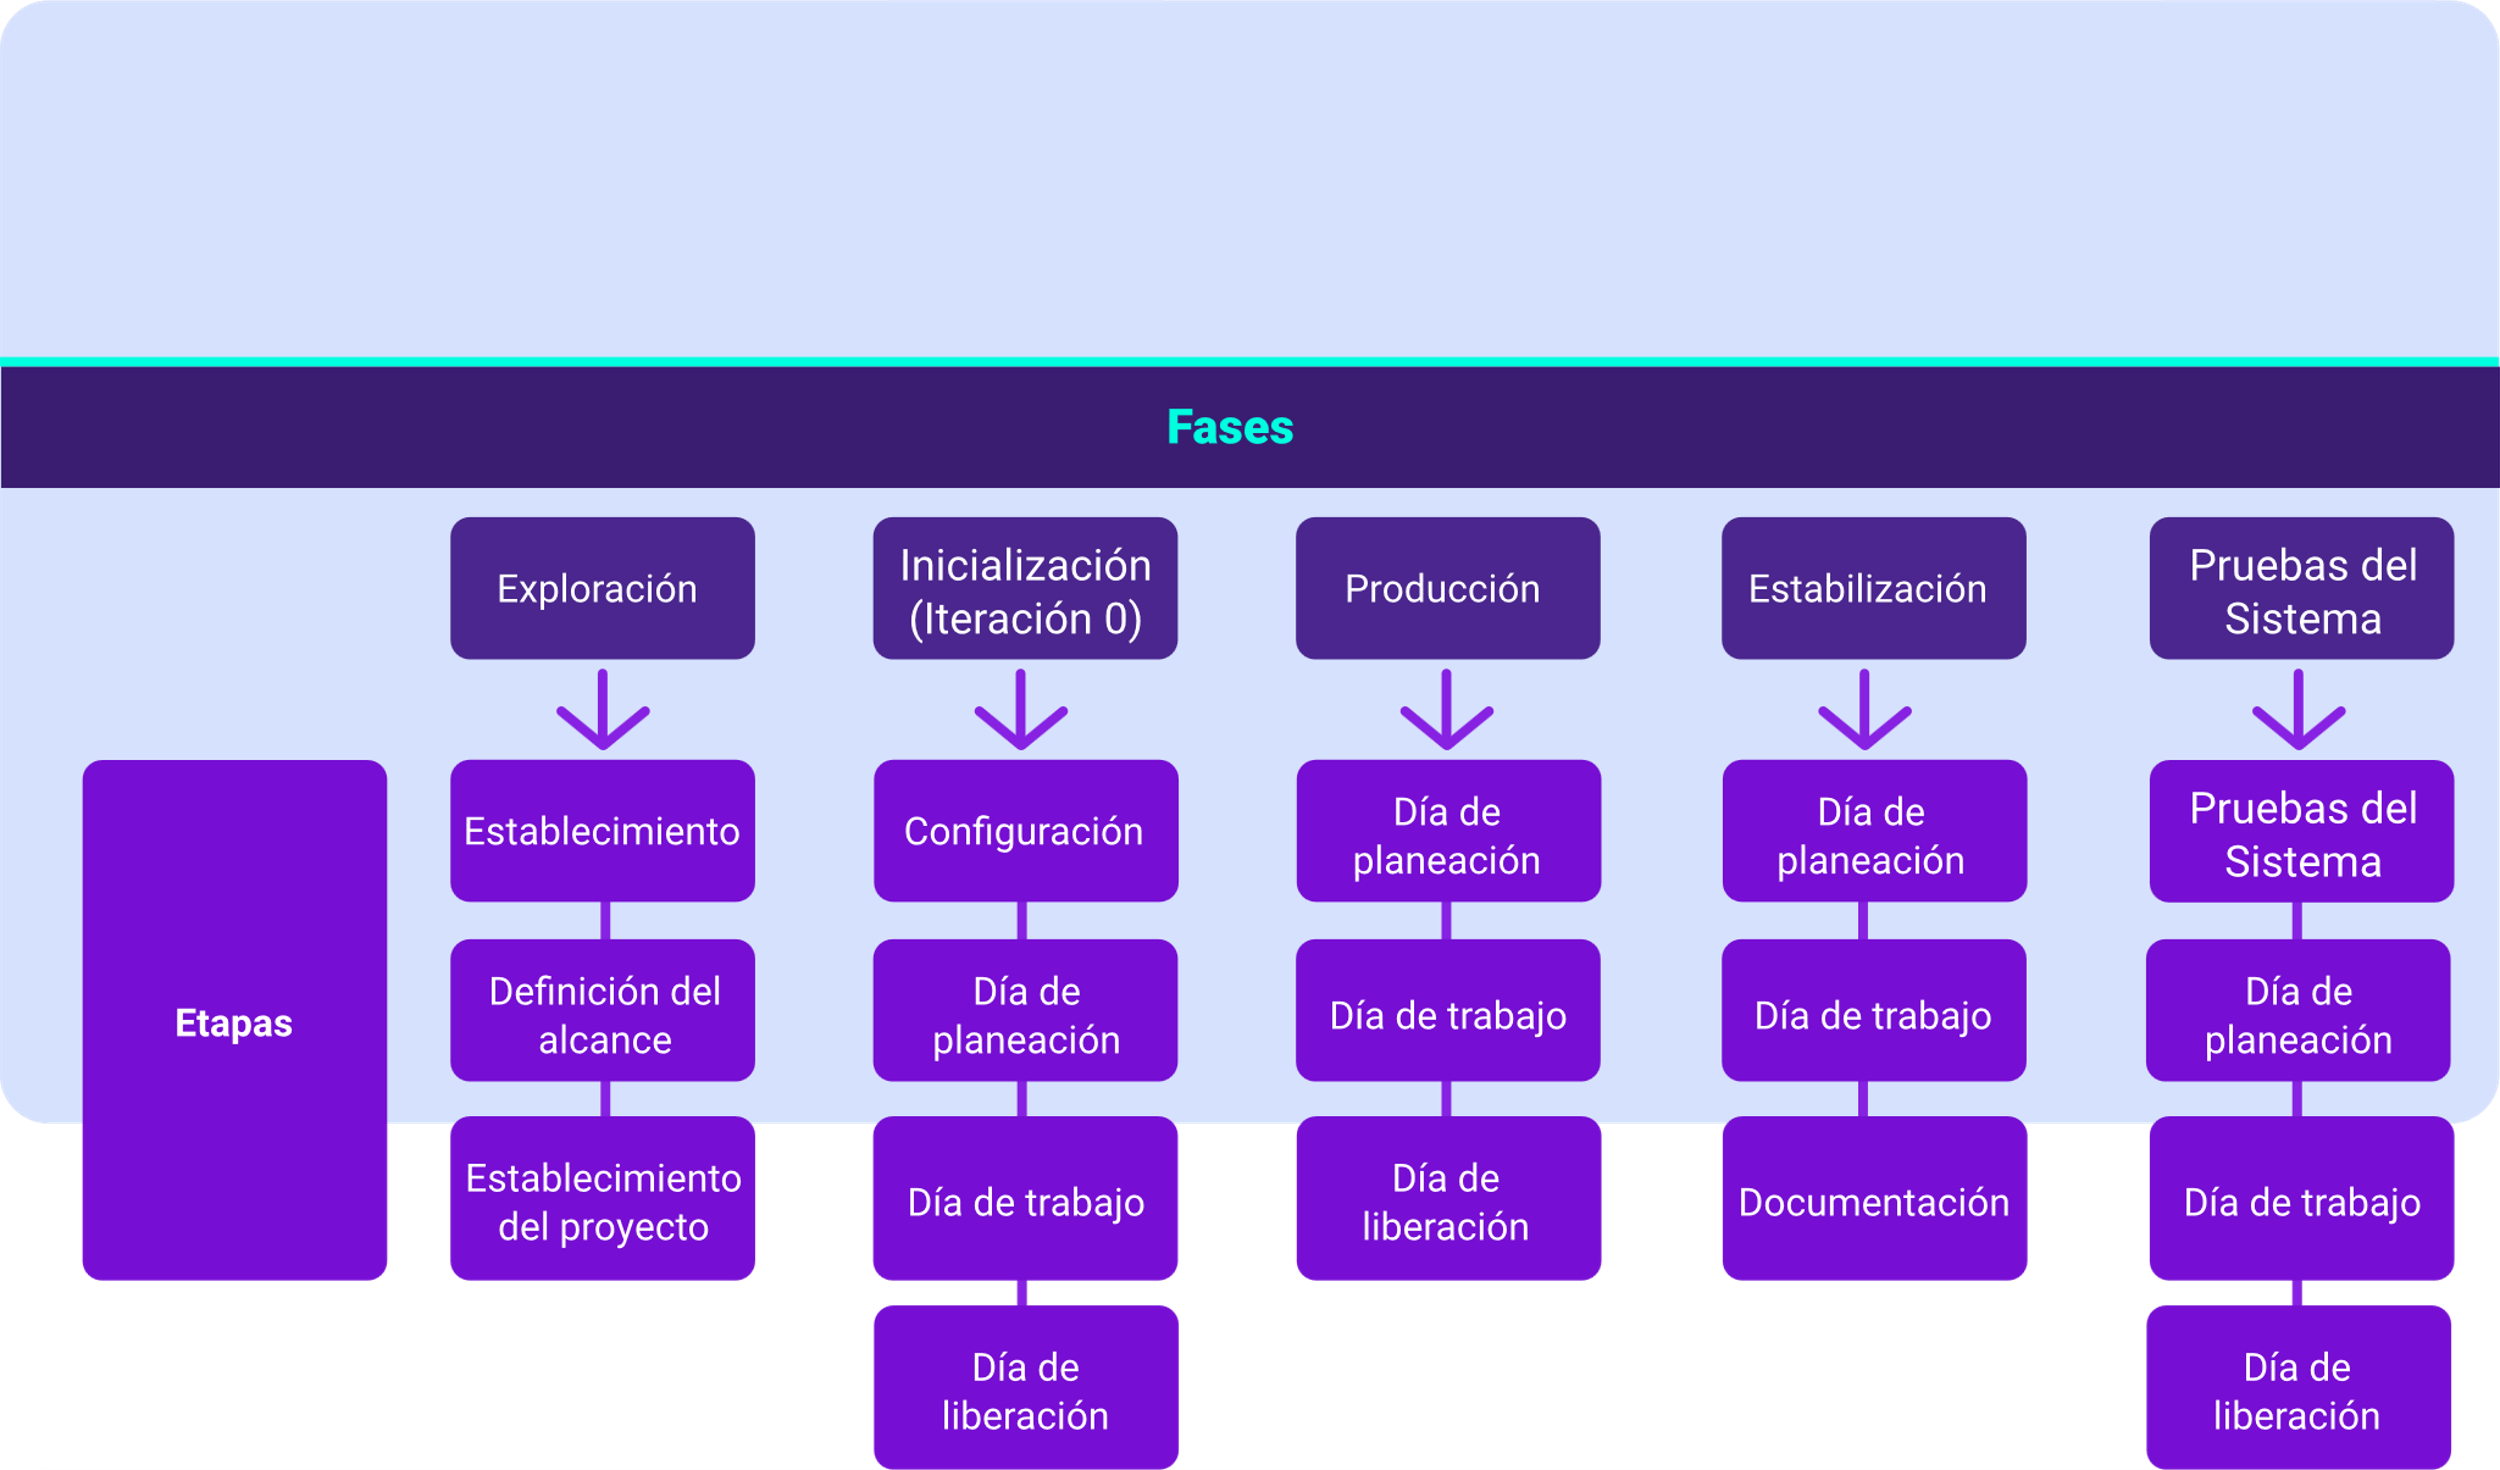 Fases
Exploración
Inicialización
(Iteración 0)
Producción
Estabilización
Pruebas del
Sistema
Etapas
Establecimiento
Definición del
alcance
Establecimiento
del proyecto
Configuración
Día de
planeación
Día de trabajo
Día de
liberación
Día de
planeación
Día de trabajo
Día de
liberación
Día de
planeación
Día de trabajo
Documentación
Pruebas del
Sistema
Día de
planeación
Día de trabajo
Día de
liberación